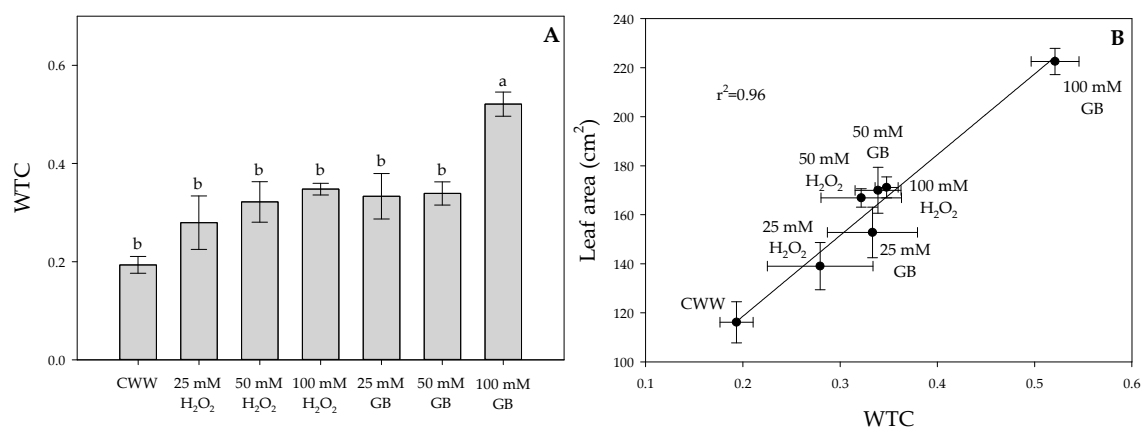 A
WTC
0.6
0.4
0.2
0.0
a
b
b
b
b
b
b
CWW
25 mM
H₂O₂
50 mM
H₂O₂
100 mM
H₂O₂
25 mM
GB
50 mM
GB
100 mM
GB
B
Leaf area (cm²)
240
220
200
180
160
140
120
100
r²=0.96
100 mM
GB
50 mM
GB
50 mM
H₂O₂
100 mM
H₂O₂
25 mM
H₂O₂
25 mM
GB
CWW
0.1
0.2
0.3
0.4
0.5
0.6
WTC